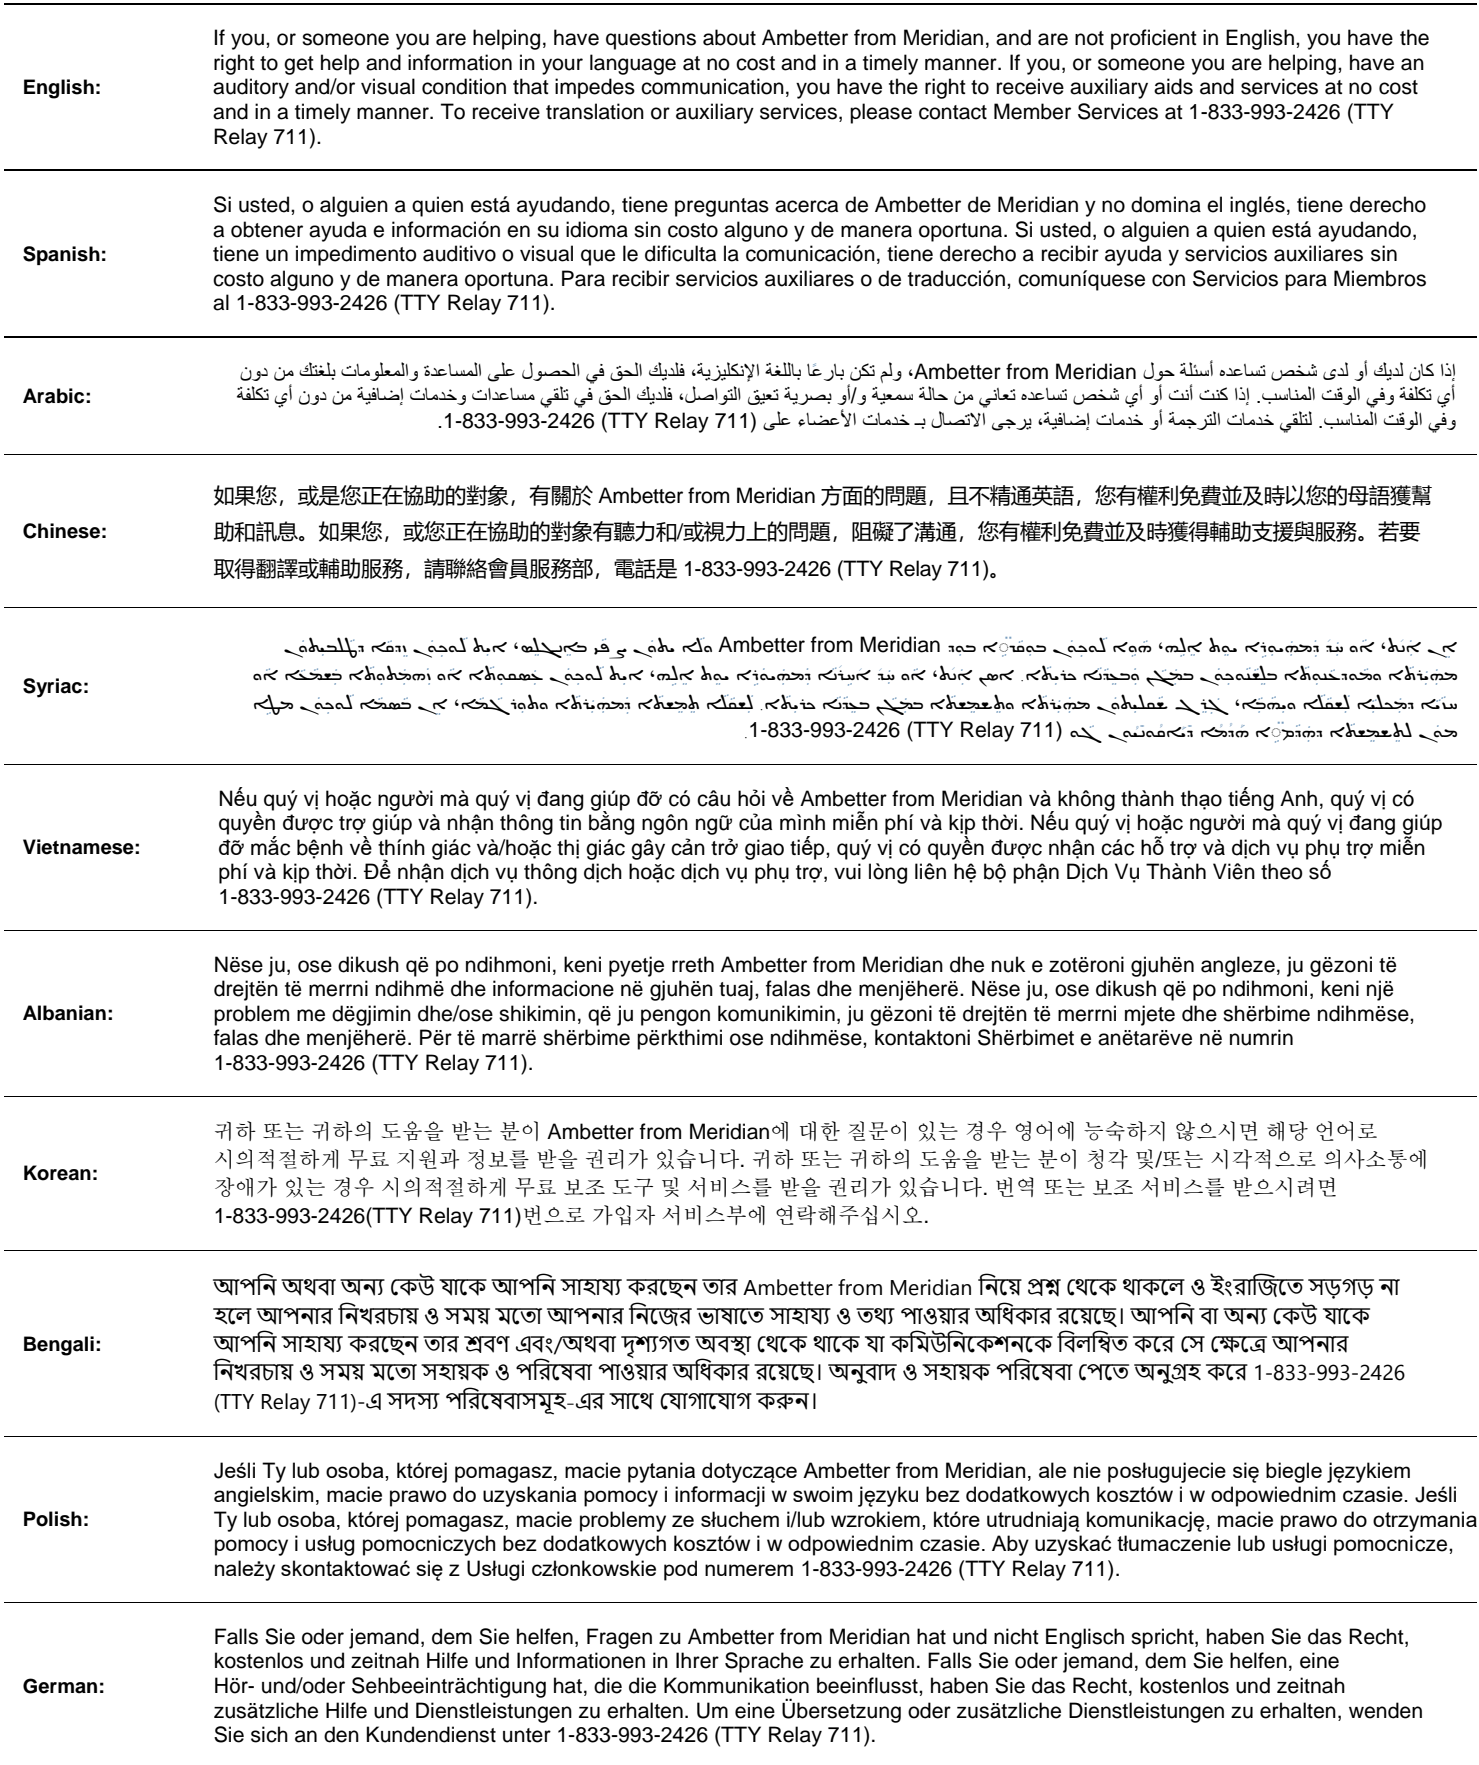 English:
If you, or someone you are helping, have questions about Ambetter from Meridian, and are not proficient in English, you have the
right to get help and information in your language at no cost and in a timely manner. If you, or someone you are helping, have an
auditory and/or visual condition that impedes communication, you have the right to receive auxiliary aids and services at no cost
and in a timely manner. To receive translation or auxiliary services, please contact Member Services at 1-833-993-2426 (TTY
Relay 711).
Spanish:
Si usted, o alguien a quien está ayudando, tiene preguntas acerca de Ambetter de Meridian y no domina el inglés, tiene derecho
a obtener ayuda e información en su idioma sin costo alguno y de manera oportuna. Si usted, o alguien a quien está ayudando,
tiene un impedimento auditivo o visual que le dificulta la comunicación, tiene derecho a recibir ayuda y servicios auxiliares sin
costo alguno y de manera oportuna. Para recibir servicios auxiliares o de traducción, comuníquese con Servicios para Miembros
al 1-833-993-2426 (TTY Relay 711).
Arabic:
إذا كان لديك أو لدى شخص تساعده أسئلة حول Ambetter from Meridian، ولم تكن بارعًا باللغة الإنكليزية، فلديك الحق في الحصول على المساعدة والمعلومات بلغتك من دون
أي تكلفة وفي الوقت المناسب. إذا كنت أنت أو أي شخص تساعده تعاني من حالة سمعية و/أو بصرية تعيق التواصل، فلديك الحق في تلقي مساعدات وخدمات إضافية من دون أي تكلفة
وفي الوقت المناسب. لتلقي خدمات الترجمة أو خدمات إضافية، يرجى الاتصال بـ خدمات الأعضاء على 1-833-993-2426 (TTY Relay 711).
Chinese:
如果您，或是您正在協助的對象，有關於 Ambetter from Meridian 方面的問題，且不精通英語，您有權利免費並及時以您的母語獲幫
助和訊息。如果您，或您正在協助的對象有聽力和/或視力上的問題，阻礙了溝通，您有權利免費並及時獲得輔助支援與服務。若要
取得翻譯或輔助服務，請聯絡會員服務部，電話是 1-833-993-2426 (TTY Relay 711)。
Syriac:
Ambetter from Meridian
1-833-993-2426 (TTY Relay 711).
Vietnamese:
Nếu quý vị hoặc người mà quý vị đang giúp đỡ có câu hỏi về Ambetter from Meridian và không thành thạo tiếng Anh, quý vị có
quyền được trợ giúp và nhận thông tin bằng ngôn ngữ của mình miễn phí và kịp thời. Nếu quý vị hoặc người mà quý vị đang giúp
đỡ mắc bệnh về thính giác và/hoặc thị giác gây cản trở giao tiếp, quý vị có quyền được nhận các hỗ trợ và dịch vụ phụ trợ miễn
phí và kịp thời. Để nhận dịch vụ thông dịch hoặc dịch vụ phụ trợ, vui lòng liên hệ bộ phận Dịch Vụ Thành Viên theo số
1-833-993-2426 (TTY Relay 711).
Albanian:
Nëse ju, ose dikush që po ndihmoni, keni pyetje rreth Ambetter from Meridian dhe nuk e zotëroni gjuhën angleze, ju gëzoni të
drejtën të merrni ndihmë dhe informacione në gjuhën tuaj, falas dhe menjëherë. Nëse ju, ose dikush që po ndihmoni, keni një
problem me dëgjimin dhe/ose shikimin, që ju pengon komunikimin, ju gëzoni të drejtën të merrni mjete dhe shërbime ndihmëse,
falas dhe menjëherë. Për të marrë shërbime përkthimi ose ndihmëse, kontaktoni Shërbimet e anëtarëve në numrin
1-833-993-2426 (TTY Relay 711).
Korean:
귀하 또는 귀하의 도움을 받는 분이 Ambetter from Meridian에 대한 질문이 있는 경우 영어에 능숙하지 않으시면 해당 언어로
시의적절하게 무료 지원과 정보를 받을 권리가 있습니다. 귀하 또는 귀하의 도움을 받는 분이 청각 및/또는 시각적으로 의사소통에
장애가 있는 경우 시의적절하게 무료 보조 도구 및 서비스를 받을 권리가 있습니다. 번역 또는 보조 서비스를 받으시려면
1-833-993-2426(TTY Relay 711)번으로 가입자 서비스부에 연락해주십시오.
Bengali:
আপনি অথবা অন্য কেউ যাকে আপনি সাহায্য করছেন তার Ambetter from Meridian নিয়ে প্রশ্ন থেকে থাকলে ও ইংরাজিতে সড়গড় না
হলে আপনার নিখরচায় ও সময় মতো আপনার নিজের ভাষাতে সাহায্য ও তথ্য পাওয়ার অধিকার রয়েছে। আপনি বা অন্য কেউ যাকে
আপনি সাহায্য করছেন তার শ্রবণ এবং/অথবা দৃশ্যগত অবস্থা থেকে থাকে যা কমিউনিকেশনকে বিলম্বিত করে সে ক্ষেত্রে আপনার
নিখরচায় ও সময় মতো সহায়ক ও পরিষেবা পাওয়ার অধিকার রয়েছে। অনুবাদ ও সহায়ক পরিষেবা পেতে অনুগ্রহ করে 1-833-993-2426
(TTY Relay 711)-এ সদস্য পরিষেবাসমূহ-এর সাথে যোগাযোগ করুন।
Polish:
Jeśli Ty lub osoba, której pomagasz, macie pytania dotyczące Ambetter from Meridian, ale nie posługujecie się biegle językiem
angielskim, macie prawo do uzyskania pomocy i informacji w swoim języku bez dodatkowych kosztów i w odpowiednim czasie. Jeśli
Ty lub osoba, której pomagasz, macie problemy ze słuchem i/lub wzrokiem, które utrudniają komunikację, macie prawo do otrzymania
pomocy i usług pomocniczych bez dodatkowych kosztów i w odpowiednim czasie. Aby uzyskać tłumaczenie lub usługi pomocnicze,
należy skontaktować się z Usługi członkowskie pod numerem 1-833-993-2426 (TTY Relay 711).
German:
Falls Sie oder jemand, dem Sie helfen, Fragen zu Ambetter from Meridian hat und nicht Englisch spricht, haben Sie das Recht,
kostenlos und zeitnah Hilfe und Informationen in Ihrer Sprache zu erhalten. Falls Sie oder jemand, dem Sie helfen, eine
Hör- und/oder Sehbeeinträchtigung hat, die die Kommunikation beeinflusst, haben Sie das Recht, kostenlos und zeitnah
zusätzliche Hilfe und Dienstleistungen zu erhalten. Um eine Übersetzung oder zusätzliche Dienstleistungen zu erhalten, wenden
Sie sich an den Kundendienst unter 1-833-993-2426 (TTY Relay 711).